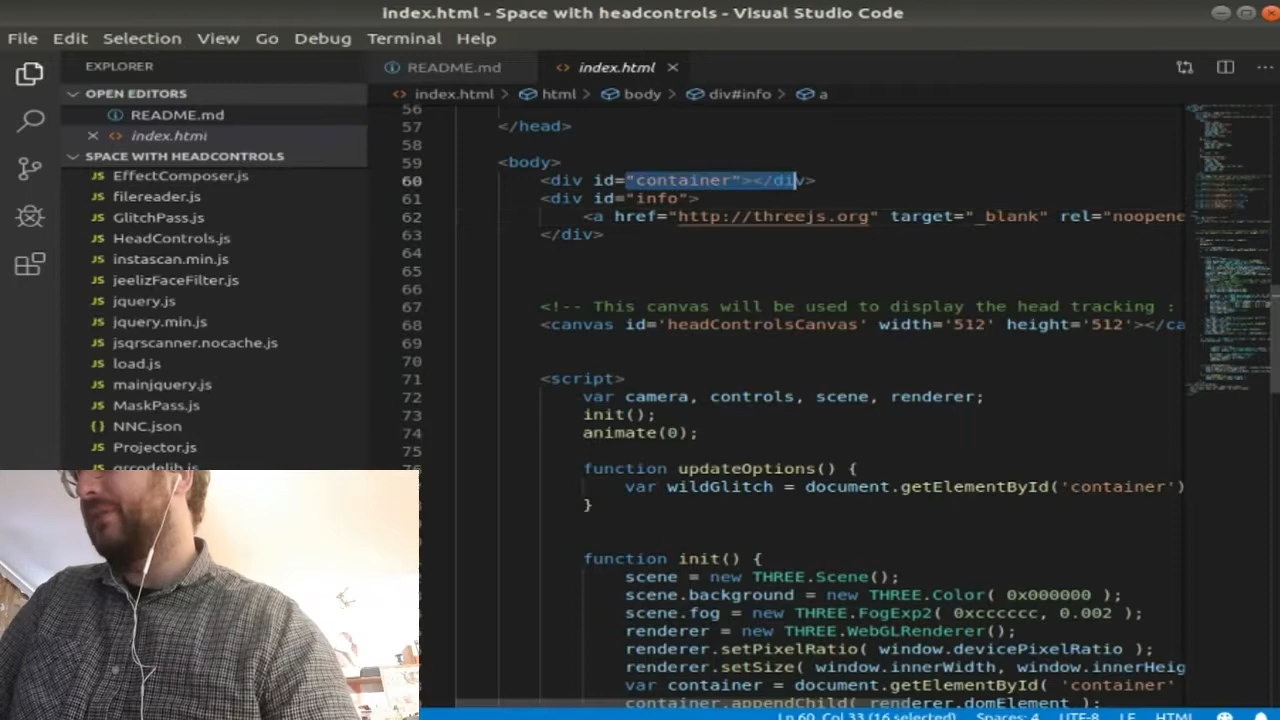 index.html - Space with headcontrols - Visual Studio Code
File Edit Selection View Go Debug Terminal Help
EXPLORER
OPEN EDITORS
README.md
index.html
SPACE WITH HEADCONTROLS
JS EffectComposer.js
JS filereader.js
JS GlitchPass.js
JS HeadControls.js
JS instascan.min.js
JS jeelizFaceFilter.js
JS jquery.js
JS jquery.min.js
JS jsqrscanner.nocache.js
JS load.js
JS mainjquery.js
JS MaskPass.js
{} NNC.json
JS Projector.js
JS qrcodelib.js
README.md index.html
index.html > html > body > div#info > a
56
57 </head>
58
59 <body>
60 <div id="container"></div>
61 <div id="info">
62 <a href="http://threejs.org" target="_blank" rel="noopene
63 </div>
64
65
66
67 <!-- This canvas will be used to display the head tracking :
68 <canvas id='headControlsCanvas' width='512' height='512'></ca
69
70
71 <script>
72 var camera, controls, scene, renderer;
73 init();
74 animate(0);
75
function updateOptions() {
var wildGlitch = document.getElementById('container')
}
function init() {
scene = new THREE.Scene();
scene.background = new THREE.Color( 0x000000 );
scene.fog = new THREE.FogExp2( 0xcccccc, 0.002 );
renderer = new THREE.WebGLRenderer();
renderer.setPixelRatio( window.devicePixelRatio );
renderer.setSize( window.innerWidth, window.innerHeig
var container = document.getElementById( 'container'
container.appendChild( renderer.domElement );
Ln 60, Col 33 (16 selected) Spaces: 4 UTF-8 LF HTML